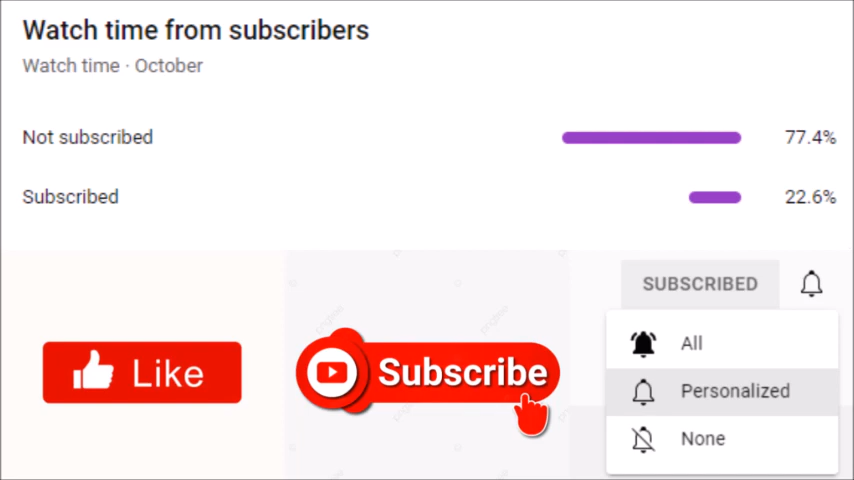 Watch time from subscribers
Watch time · October
Not subscribed 77.4%
Subscribed 22.6%
SUBSCRIBED
Like
Subscribe
All
Personalized
None